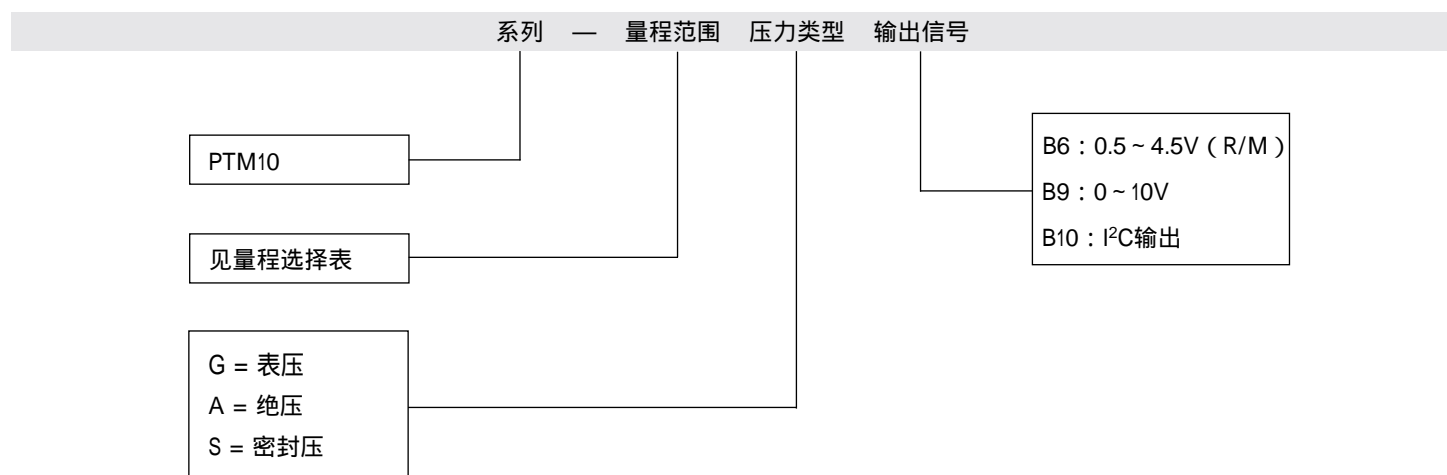 系列 — 量程范围 压力类型 输出信号
PTM10
见量程选择表
G = 表压
A = 绝压
S = 密封压
B6：0.5 ~ 4.5V（R/M）
B9：0 ~ 10V
B10：I²C输出